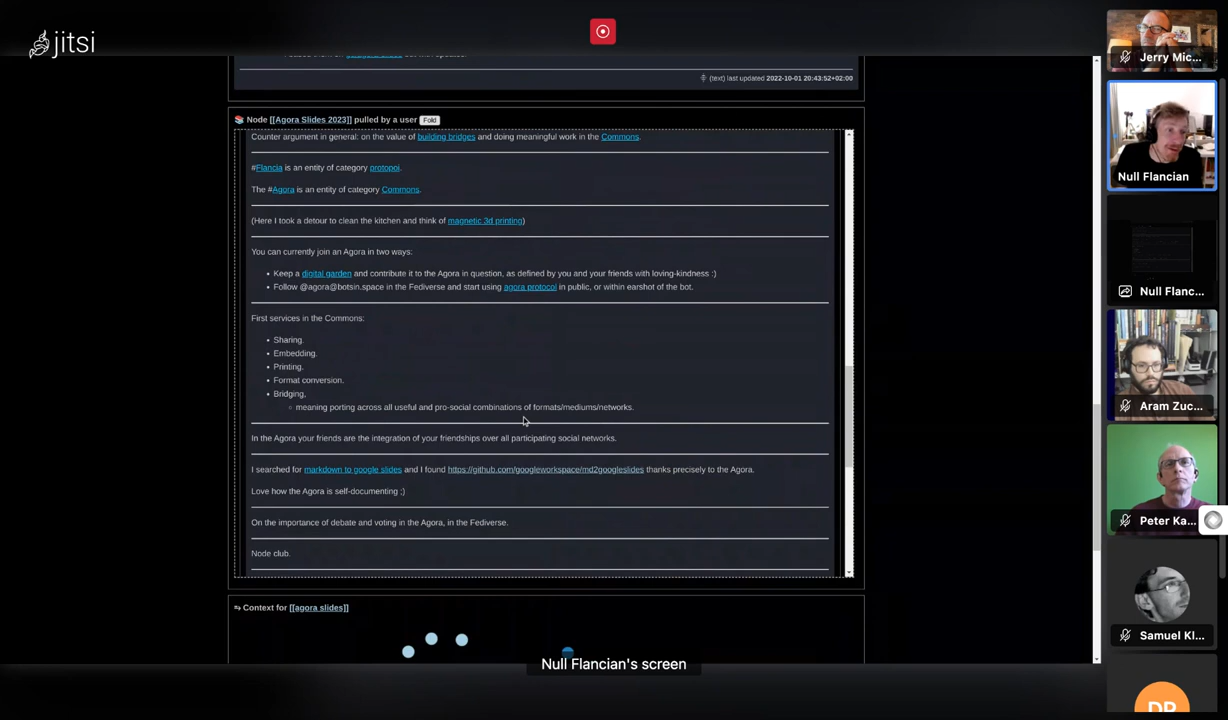 jitsi
(text) last updated 2022-10-01 20:43:52+02:00
Node [[Agora Slides 2023]] pulled by a user Fold
Counter argument in general: on the value of building bridges and doing meaningful work in the Commons.
#Flancia is an entity of category protopoi.
The #Agora is an entity of category Commons.
(Here I took a detour to clean the kitchen and think of magnetic 3d printing)
You can currently join an Agora in two ways:
• Keep a digital garden and contribute it to the Agora in question, as defined by you and your friends with loving-kindness :)
• Follow @agora@botsin.space in the Fediverse and start using agora protocol in public, or within earshot of the bot.
First services in the Commons:
• Sharing.
• Embedding.
• Printing.
• Format conversion.
• Bridging,
◦ meaning porting across all useful and pro-social combinations of formats/mediums/networks.
In the Agora your friends are the integration of your friendships over all participating social networks.
I searched for markdown to google slides and I found https://github.com/googleworkspace/md2googleslides thanks precisely to the Agora.
Love how the Agora is self-documenting ;)
On the importance of debate and voting in the Agora, in the Fediverse.
Node club.
Context for [[agora slides]]
Null Flancian's screen
Jerry Mic...
Null Flancian
Null Flanc...
Aram Zuc...
Peter Ka...
Samuel Kl...
DP